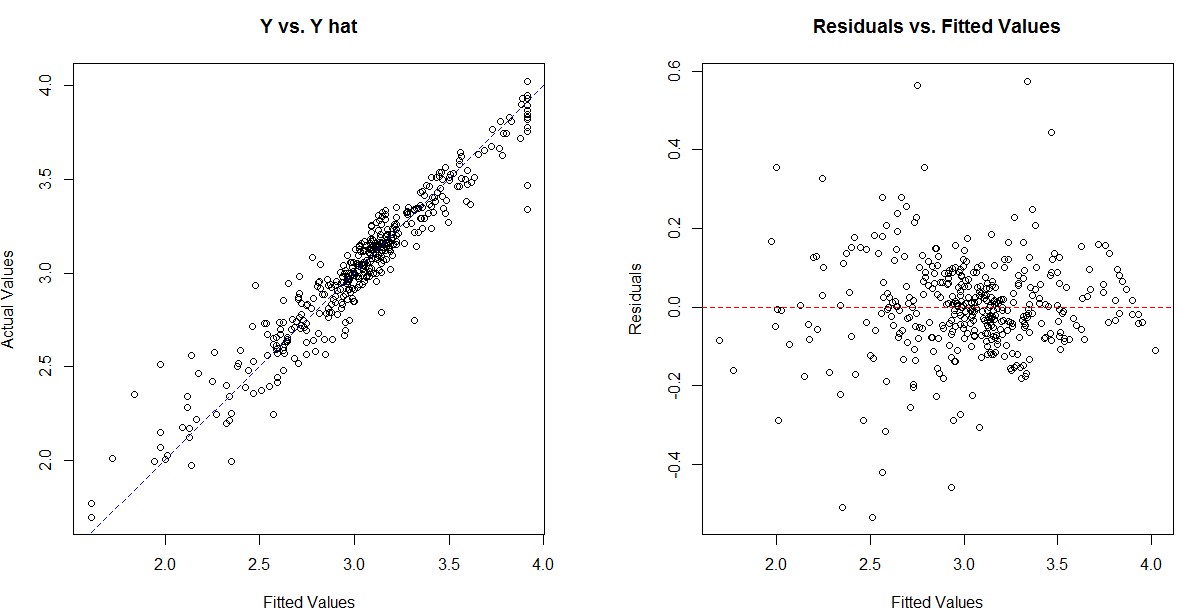 Y vs. Y hat
Actual Values
4.0
3.5
3.0
2.5
2.0
2.0 2.5 3.0 3.5 4.0
Fitted Values
Residuals vs. Fitted Values
Residuals
0.6
0.4
0.2
0.0
-0.2
-0.4
2.0 2.5 3.0 3.5 4.0
Fitted Values